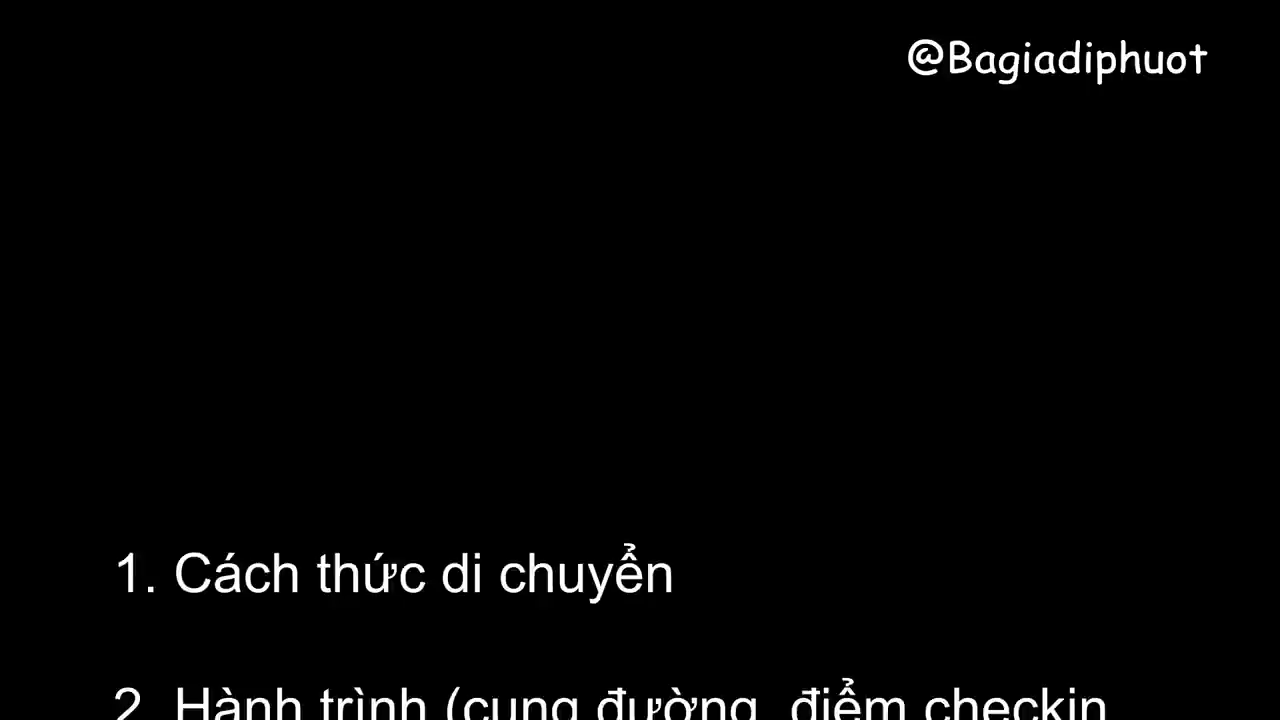 @Bagiadiphuot
1. Cách thức di chuyển
2. Hành trình (cung đường, điểm checkin